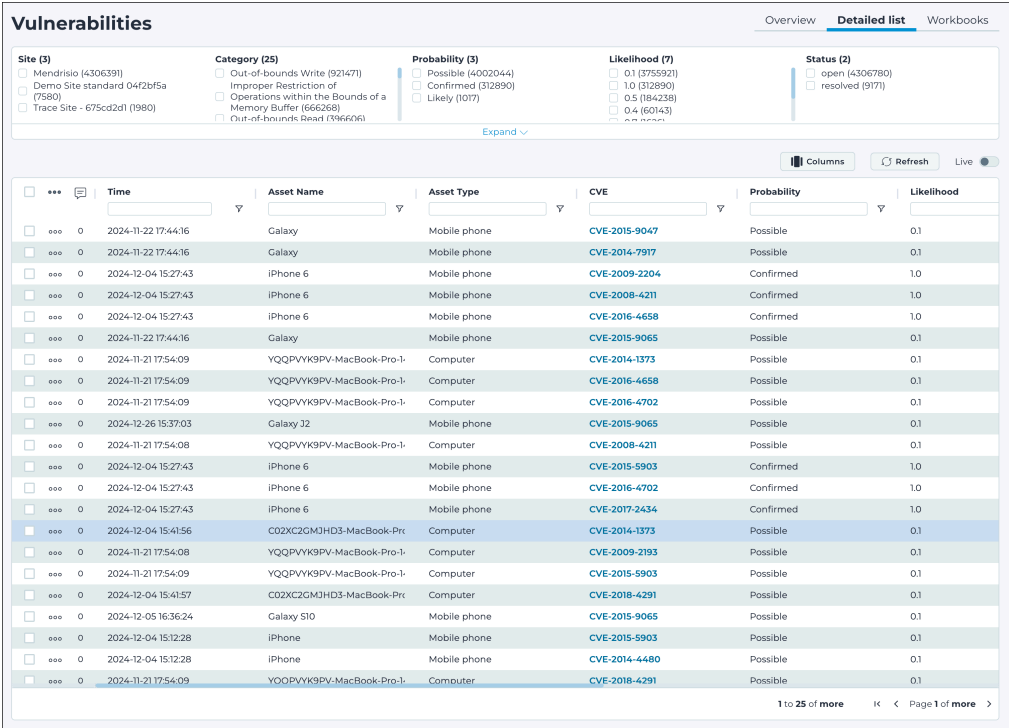 Vulnerabilities
Overview Detailed list Workbooks
Site (3) Category (25) Probability (3) Likelihood (7) Status (2)
Mendrisio (4306391) Out-of-bounds Write (921471) Possible (4002044) 0.1 (3755921) open (4306780)
Demo Site standard 04f2bf5a Improper Restriction of Confirmed (312890) 1.0 (312890) resolved (9171)
(7580) Operations within the Bounds of a Likely (1017) 0.5 (184238)
Trace Site - 675cd2d1 (1980) Memory Buffer (666268) 0.4 (60143)
Out-of-bounds Read (396606)
Expand
Columns Refresh Live
Time Asset Name Asset Type CVE Probability Likelihood
0 2024-11-22 17:44:16 Galaxy Mobile phone CVE-2015-9047 Possible 0.1
0 2024-11-22 17:44:16 Galaxy Mobile phone CVE-2014-7917 Possible 0.1
0 2024-12-04 15:27:43 iPhone 6 Mobile phone CVE-2009-2204 Confirmed 1.0
0 2024-12-04 15:27:43 iPhone 6 Mobile phone CVE-2008-4211 Confirmed 1.0
0 2024-12-04 15:27:43 iPhone 6 Mobile phone CVE-2016-4658 Confirmed 1.0
0 2024-11-22 17:44:16 Galaxy Mobile phone CVE-2015-9065 Possible 0.1
0 2024-11-21 17:54:09 YQQPVYK9PV-MacBook-Pro-1 Computer CVE-2014-1373 Possible 0.1
0 2024-11-21 17:54:09 YQQPVYK9PV-MacBook-Pro-1 Computer CVE-2016-4658 Possible 0.1
0 2024-11-21 17:54:09 YQQPVYK9PV-MacBook-Pro-1 Computer CVE-2016-4702 Possible 0.1
0 2024-12-26 15:37:03 Galaxy J2 Mobile phone CVE-2015-9065 Possible 0.1
0 2024-11-21 17:54:08 YQQPVYK9PV-MacBook-Pro-1 Computer CVE-2008-4211 Possible 0.1
0 2024-12-04 15:27:43 iPhone 6 Mobile phone CVE-2015-5903 Confirmed 1.0
0 2024-12-04 15:27:43 iPhone 6 Mobile phone CVE-2016-4702 Confirmed 1.0
0 2024-12-04 15:27:43 iPhone 6 Mobile phone CVE-2017-2434 Confirmed 1.0
0 2024-12-04 15:41:56 C02XC2GMJHD3-MacBook-Pro Computer CVE-2014-1373 Possible 0.1
0 2024-11-21 17:54:08 YQQPVYK9PV-MacBook-Pro-1 Computer CVE-2009-2193 Possible 0.1
0 2024-11-21 17:54:09 YQQPVYK9PV-MacBook-Pro-1 Computer CVE-2015-5903 Possible 0.1
0 2024-12-04 15:41:57 C02XC2GMJHD3-MacBook-Pro Computer CVE-2018-4291 Possible 0.1
0 2024-12-05 16:36:24 Galaxy S10 Mobile phone CVE-2015-9065 Possible 0.1
0 2024-12-04 15:12:28 iPhone Mobile phone CVE-2015-5903 Possible 0.1
0 2024-12-04 15:12:28 iPhone Mobile phone CVE-2014-4480 Possible 0.1
0 2024-11-21 17:54:09 YQQPVYK9PV-MacBook-Pro-1 Computer CVE-2018-4291 Possible 0.1
1 to 25 of more Page 1 of more